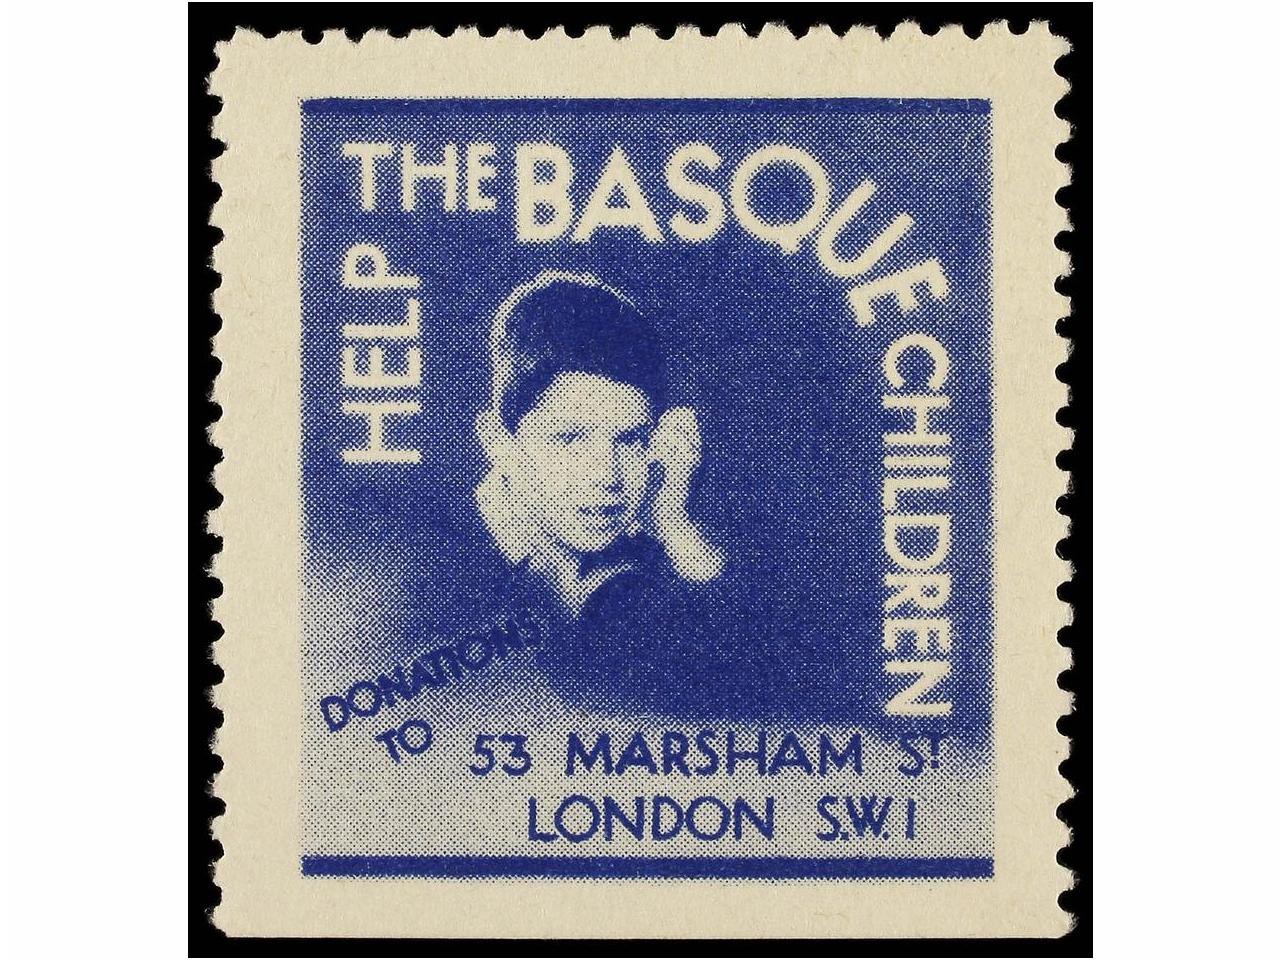 HELP THE BASQUE CHILDREN
DONATIONS
TO 53 MARSHAM ST
LONDON S.W.1